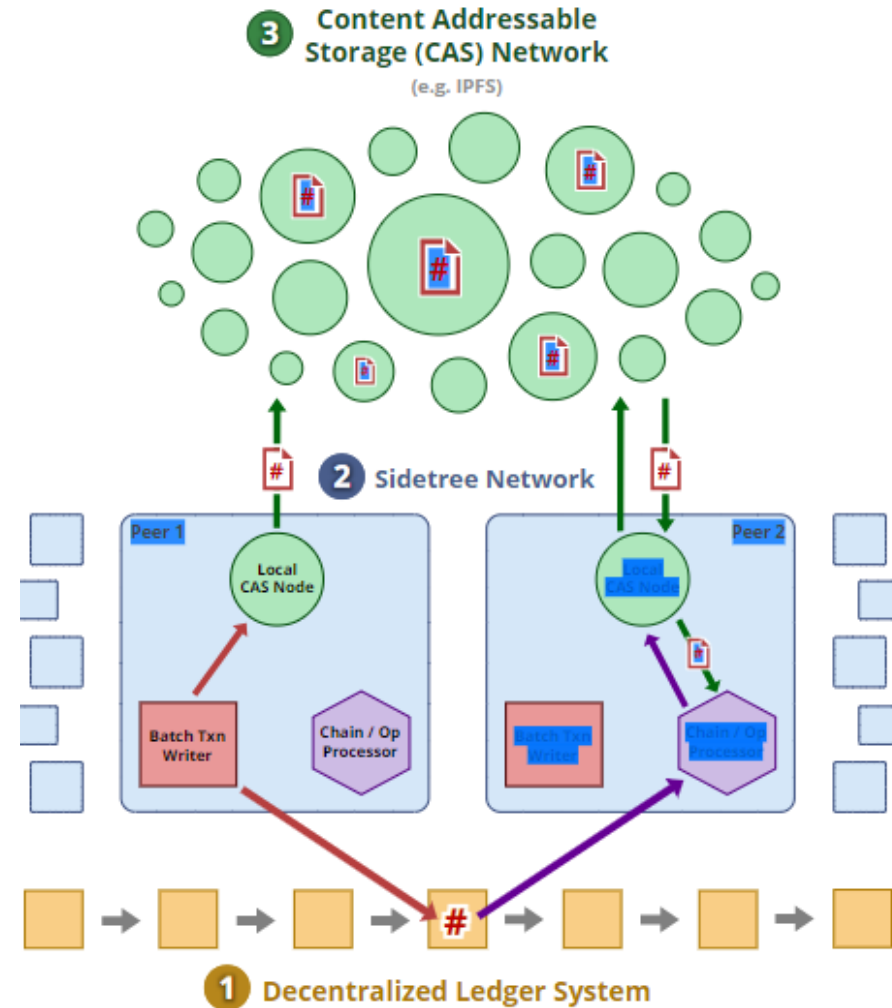 3 Content Addressable
Storage (CAS) Network
(e.g. IPFS)
#
#
#
#
#
#
#
2 Sidetree Network
Peer 1
Peer 2
Local
CAS Node
Local
CAS Node
#
Batch Txn
Writer
Chain / Op
Processor
Batch Txn
Writer
Chain / Op
Processor
#
1 Decentralized Ledger System